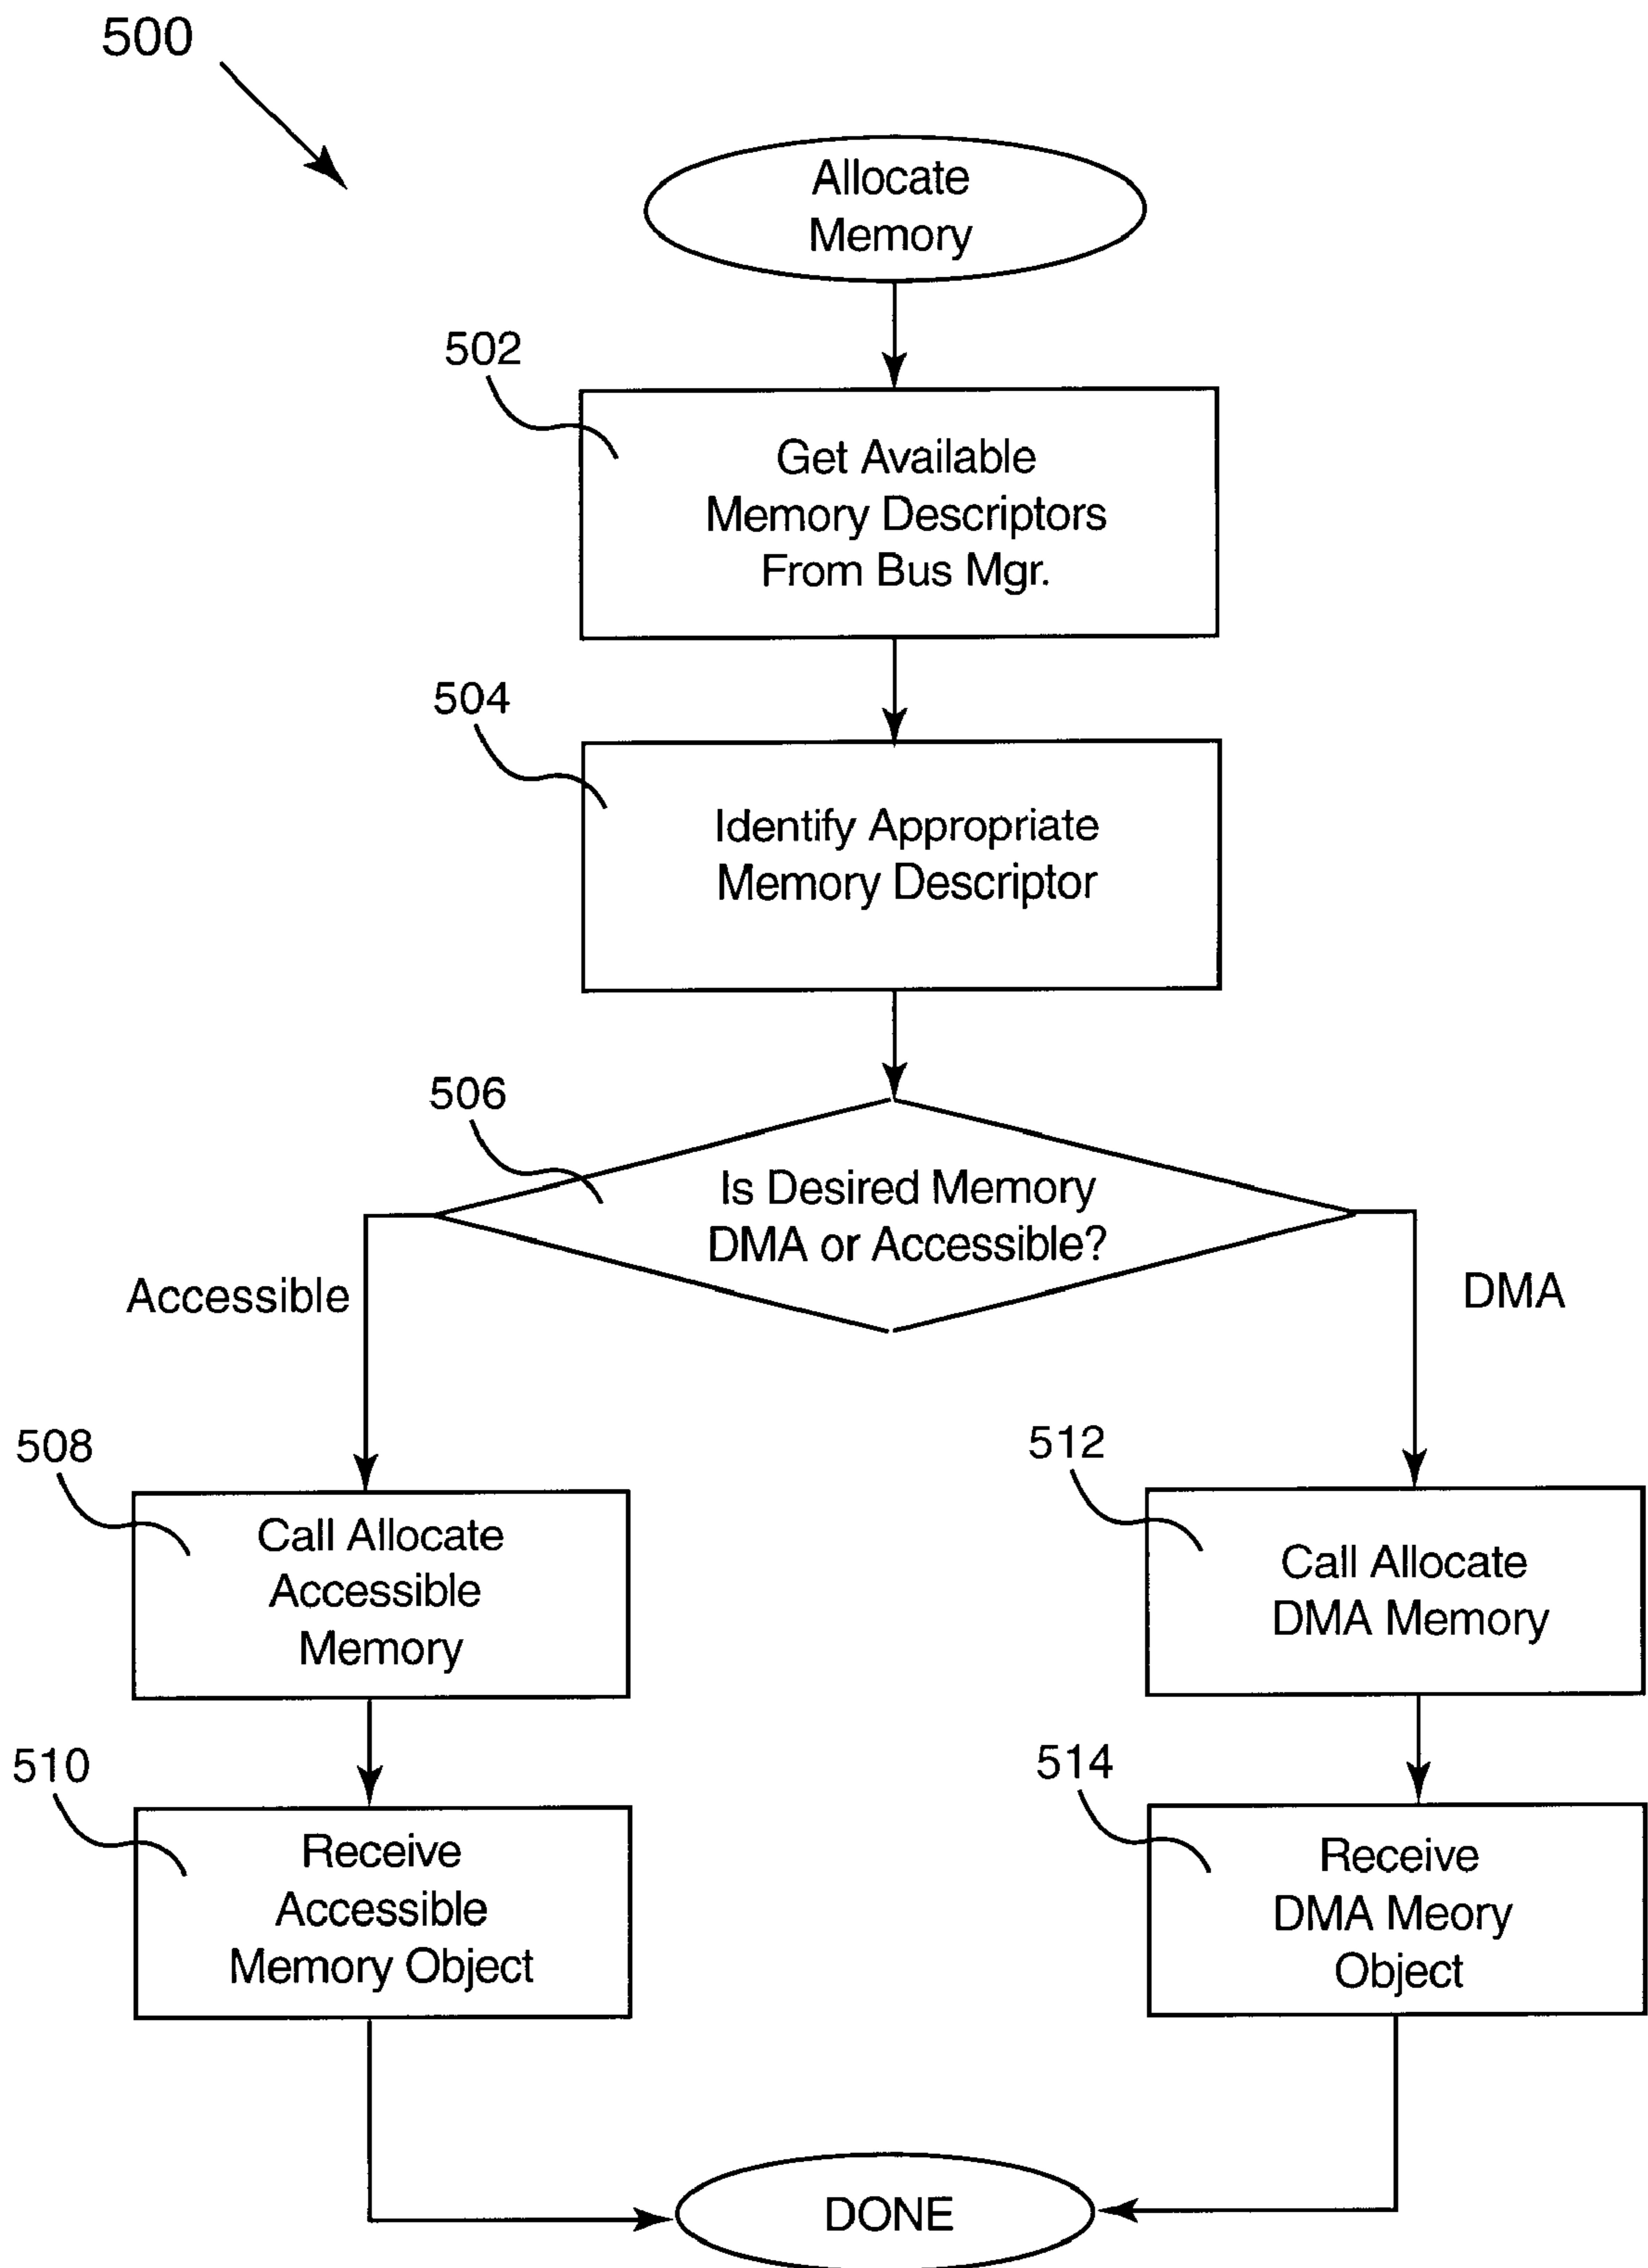 500
Allocate
Memory
502
Get Available
Memory Descriptors
From Bus Mgr.
504
Identify Appropriate
Memory Descriptor
506
Is Desired Memory
DMA or Accessible?
Accessible
DMA
508
Call Allocate
Accessible
Memory
512
Call Allocate
DMA Memory
510
Receive
Accessible
Memory Object
514
Receive
DMA Meory
Object
DONE